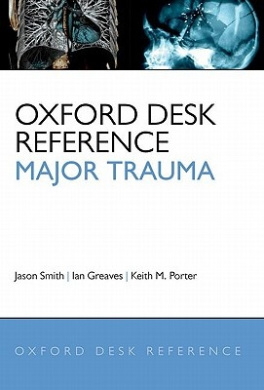 OXFORD DESK
REFERENCE
MAJOR TRAUMA
Jason Smith | Ian Greaves | Keith M. Porter
OXFORD DESK REFERENCE